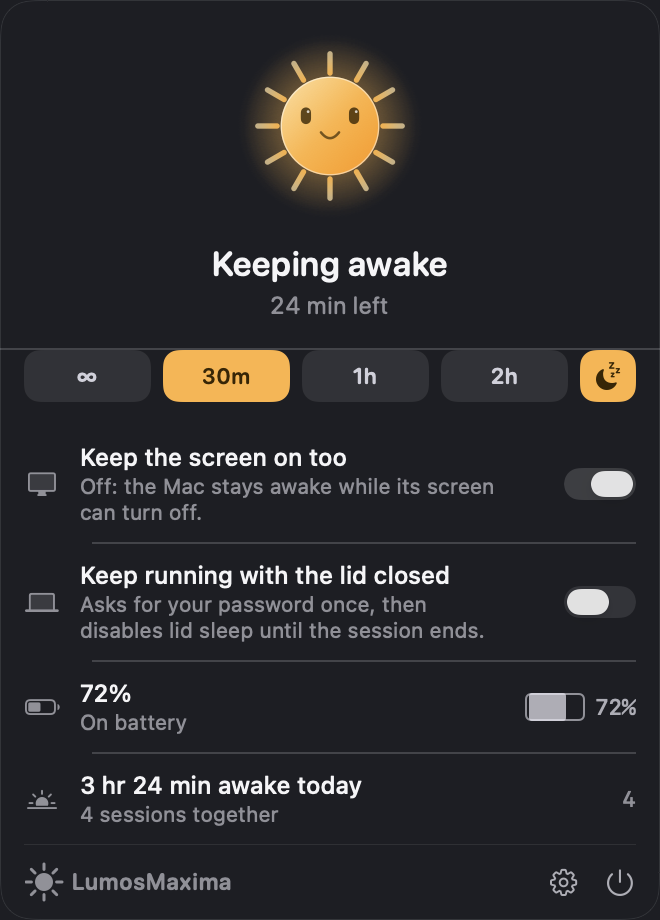 Keeping awake
24 min left
∞
30m
1h
2h
zzz
Keep the screen on too
Off: the Mac stays awake while its screen
can turn off.
Keep running with the lid closed
Asks for your password once, then
disables lid sleep until the session ends.
72%
On battery
72%
3 hr 24 min awake today
4 sessions together
4
LumosMaxima